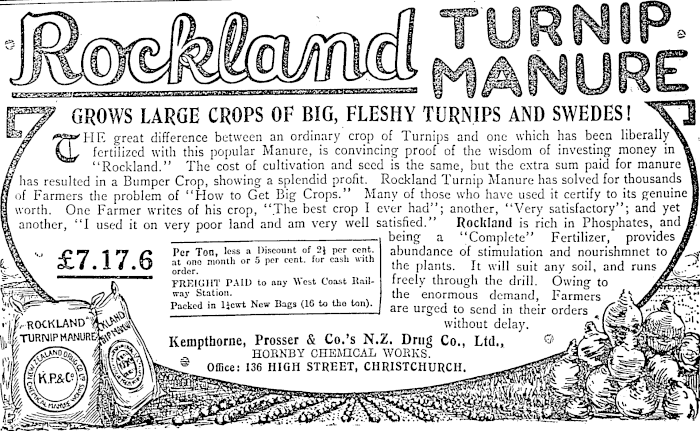 Rockland TURNIP
MANURE
GROWS LARGE CROPS OF BIG, FLESHY TURNIPS AND SWEDES!
THE great difference between an ordinary crop of Turnips and one which has been liberally
fertilized with this popular Manure, is convincing proof of the wisdom of investing money in
"Rockland." The cost of cultivation and seed is the same, but the extra sum paid for manure
has resulted in a Bumper Crop, showing a splendid profit. Rockland Turnip Manure has solved for thousands
of Farmers the problem of "How to Get Big Crops." Many of those who have used it certify to its genuine
worth. One Farmer writes of his crop, "The best crop I ever had"; another, "Very satisfactory"; and yet
another, "I used it on very poor land and am very well satisfied." Rockland is rich in Phosphates, and
being a "Complete" Fertilizer, provides
abundance of stimulation and nourishmnet to
the plants. It will suit any soil, and runs
freely through the drill. Owing to
the enormous demand, Farmers
are urged to send in their orders
without delay.
£7.17.6
Per Ton, less a Discount of 2½ per cent.
at one month or 5 per cent. for cash with
order.
FREIGHT PAID to any West Coast Rail-
way Station.
Packed in 1¼cwt New Bags (16 to the ton).
Kempthorne, Prosser & Co.'s N.Z. Drug Co., Ltd.,
HORNBY CHEMICAL WORKS.
Office: 136 HIGH STREET, CHRISTCHURCH.
"ROCKLAND"
TURNIP MANURE
K.P.&Co